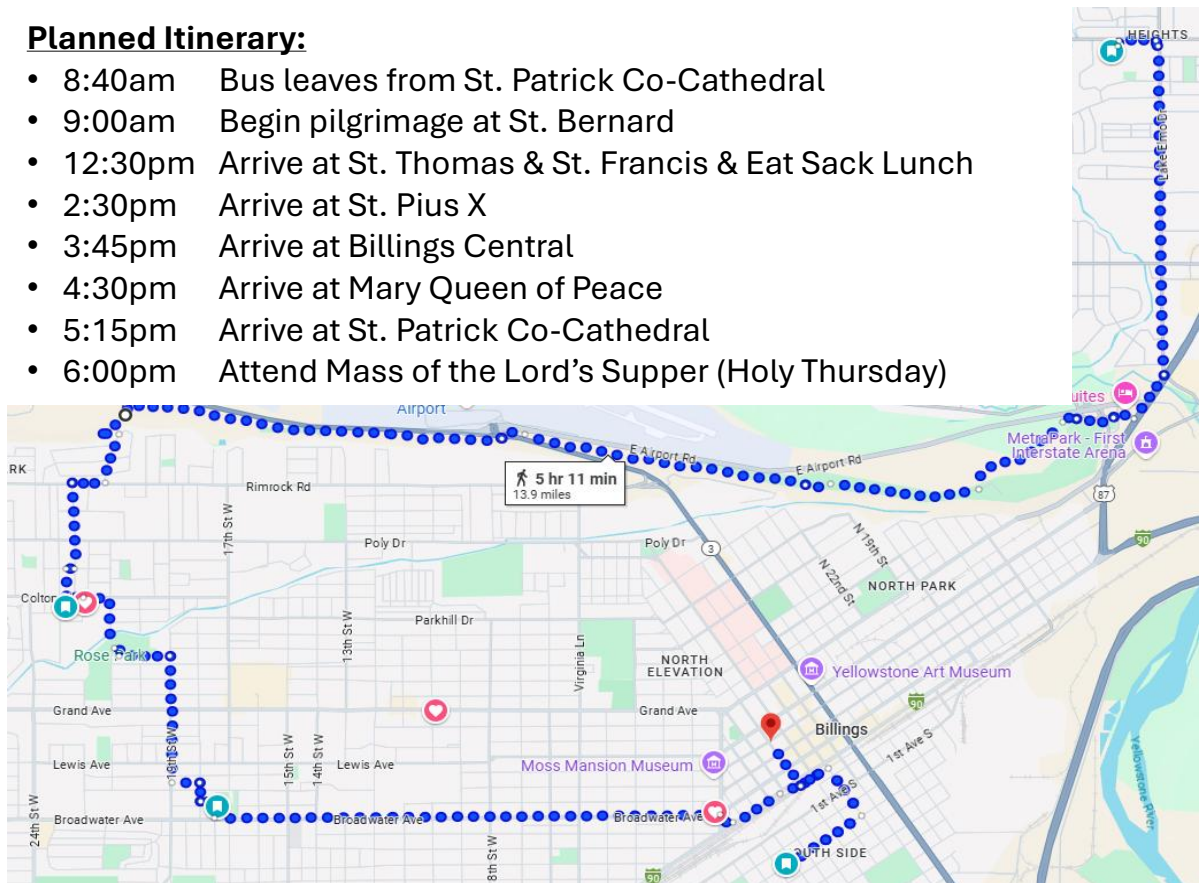 Planned Itinerary:
• 8:40am Bus leaves from St. Patrick Co-Cathedral
• 9:00am Begin pilgrimage at St. Bernard
• 12:30pm Arrive at St. Thomas & St. Francis & Eat Sack Lunch
• 2:30pm Arrive at St. Pius X
• 3:45pm Arrive at Billings Central
• 4:30pm Arrive at Mary Queen of Peace
• 5:15pm Arrive at St. Patrick Co-Cathedral
• 6:00pm Attend Mass of the Lord's Supper (Holy Thursday)
HEIGHTS
Lake Elmo Dr
uites
MetraPark - First
Interstate Arena
87
90
Airport
E Airport Rd
E Airport Rd
5 hr 11 min
13.9 miles
RK
Rimrock Rd
17th St W
Poly Dr
Poly Dr
3
N 19th St
N 22nd St
NORTH PARK
Colton
Parkhill Dr
13th St W
Virginia Ln
Rose Park
NORTH
ELEVATION
Yellowstone Art Museum
90
Grand Ave
Grand Ave
Billings
1st Ave S
19th St W
15th St W
14th St W
Lewis Ave
Lewis Ave
Moss Mansion Museum
1st Ave S
Yellowstone River
24th St W
Broadwater Ave
Broadwater Ave
Broadwater Ave
8th St W
OUTH SIDE
90